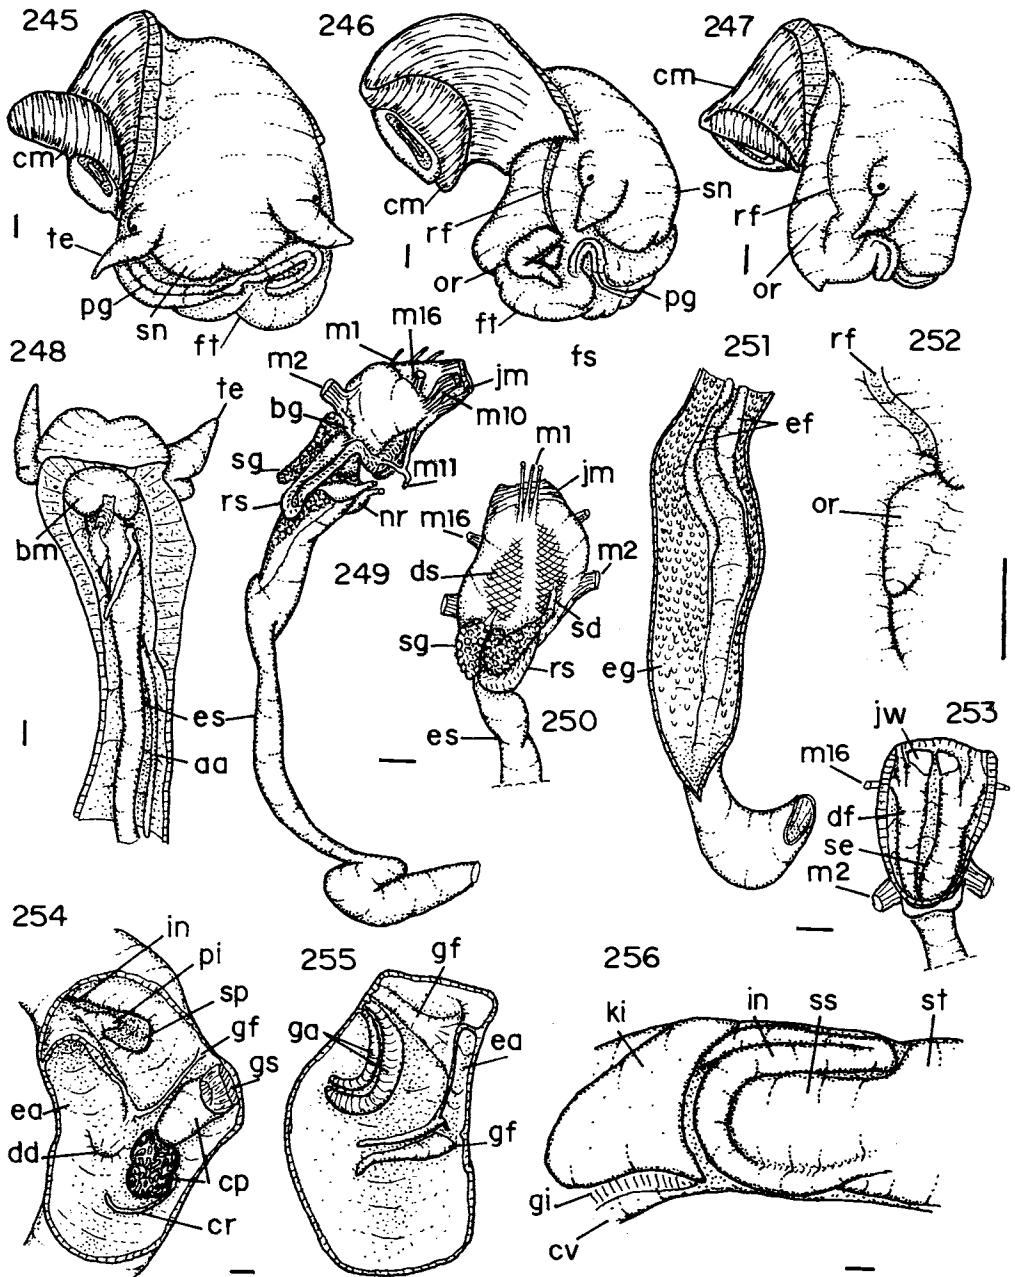 245
246
247
cm
cm
cm
te
rf
sn
rf
or
or
pg
sn
ft
ft
pg
248
m1
m16
fs
251
252
m2
jm
rf
te
bg
m10
ef
sg
m11
m1
jm
rs
nr
m16
or
bm
249
ds
m2
sd
sg
rs
eg
es
250
es
jw
253
aa
m16
df
se
m2
254
in
pi
255
gf
256
sp
ki
in
ss
st
gf
ga
ea
gs
ea
dd
gf
cp
gi
cr
cv